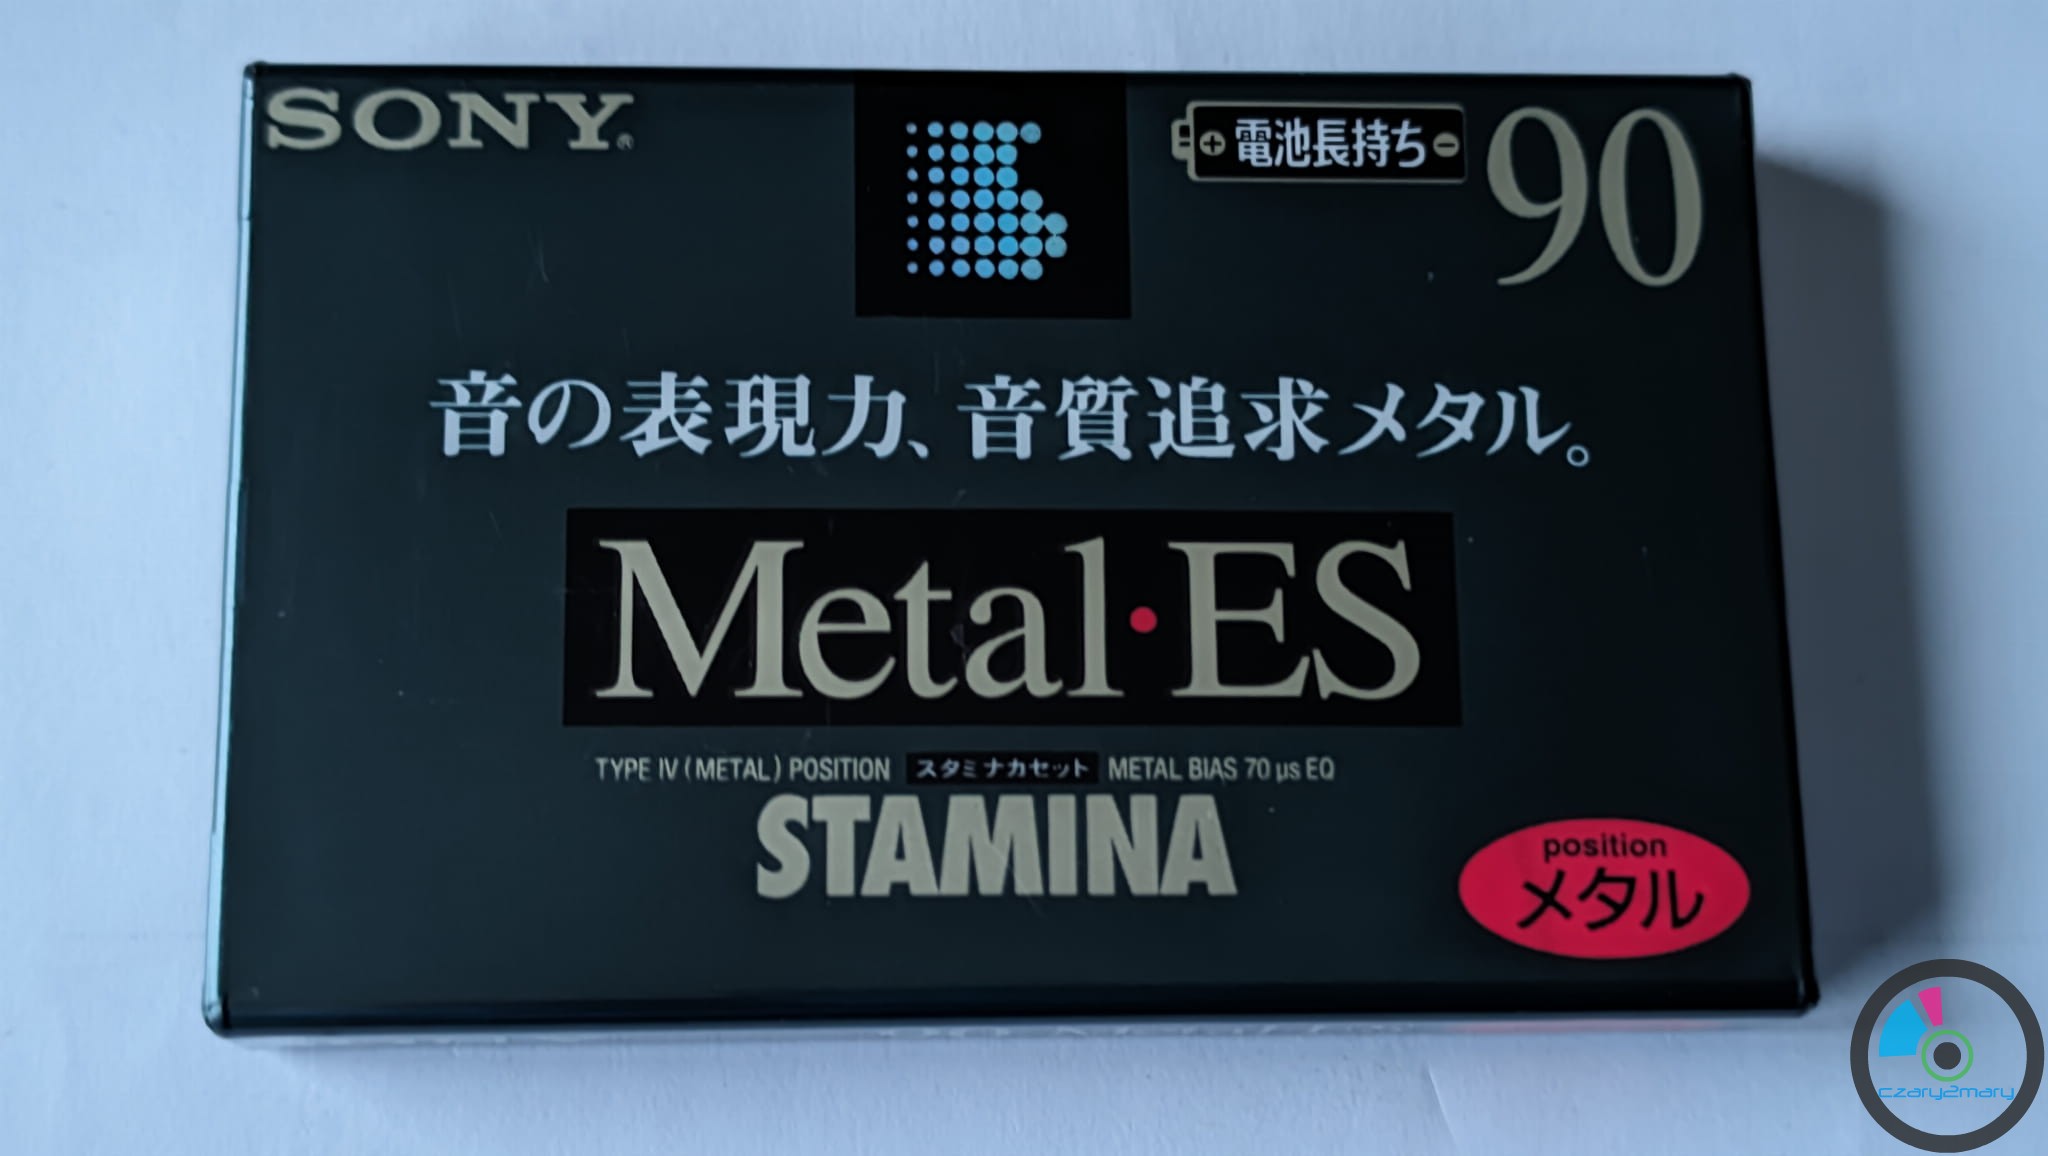 SONY®
電池長持ち
90
音の表現力、音質追求メタル。
Metal·ES
TYPE IV (METAL) POSITION スタミナカセット METAL BIAS 70 µs EQ
STAMINA
position
メタル
czary2mary